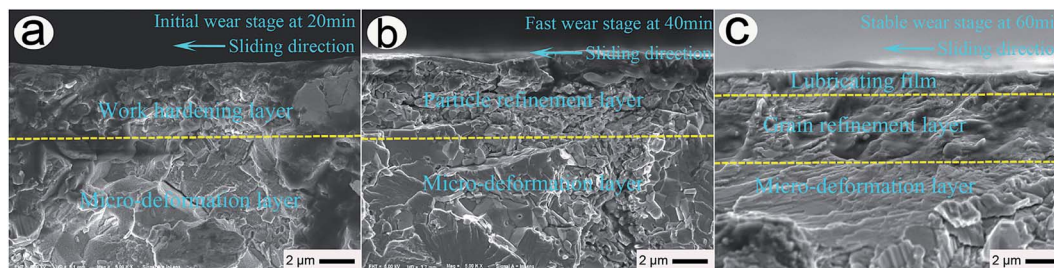 a
Initial wear stage at 20min
Sliding direction
Work hardening layer
Micro-deformation layer
2 μm
b
Fast wear stage at 40min
Sliding direction
Particle refinement layer
Micro-deformation layer
2 μm
c
Stable wear stage at 60min
Sliding direction
Lubricating film
Grain refinement layer
Micro-deformation layer
2 μm